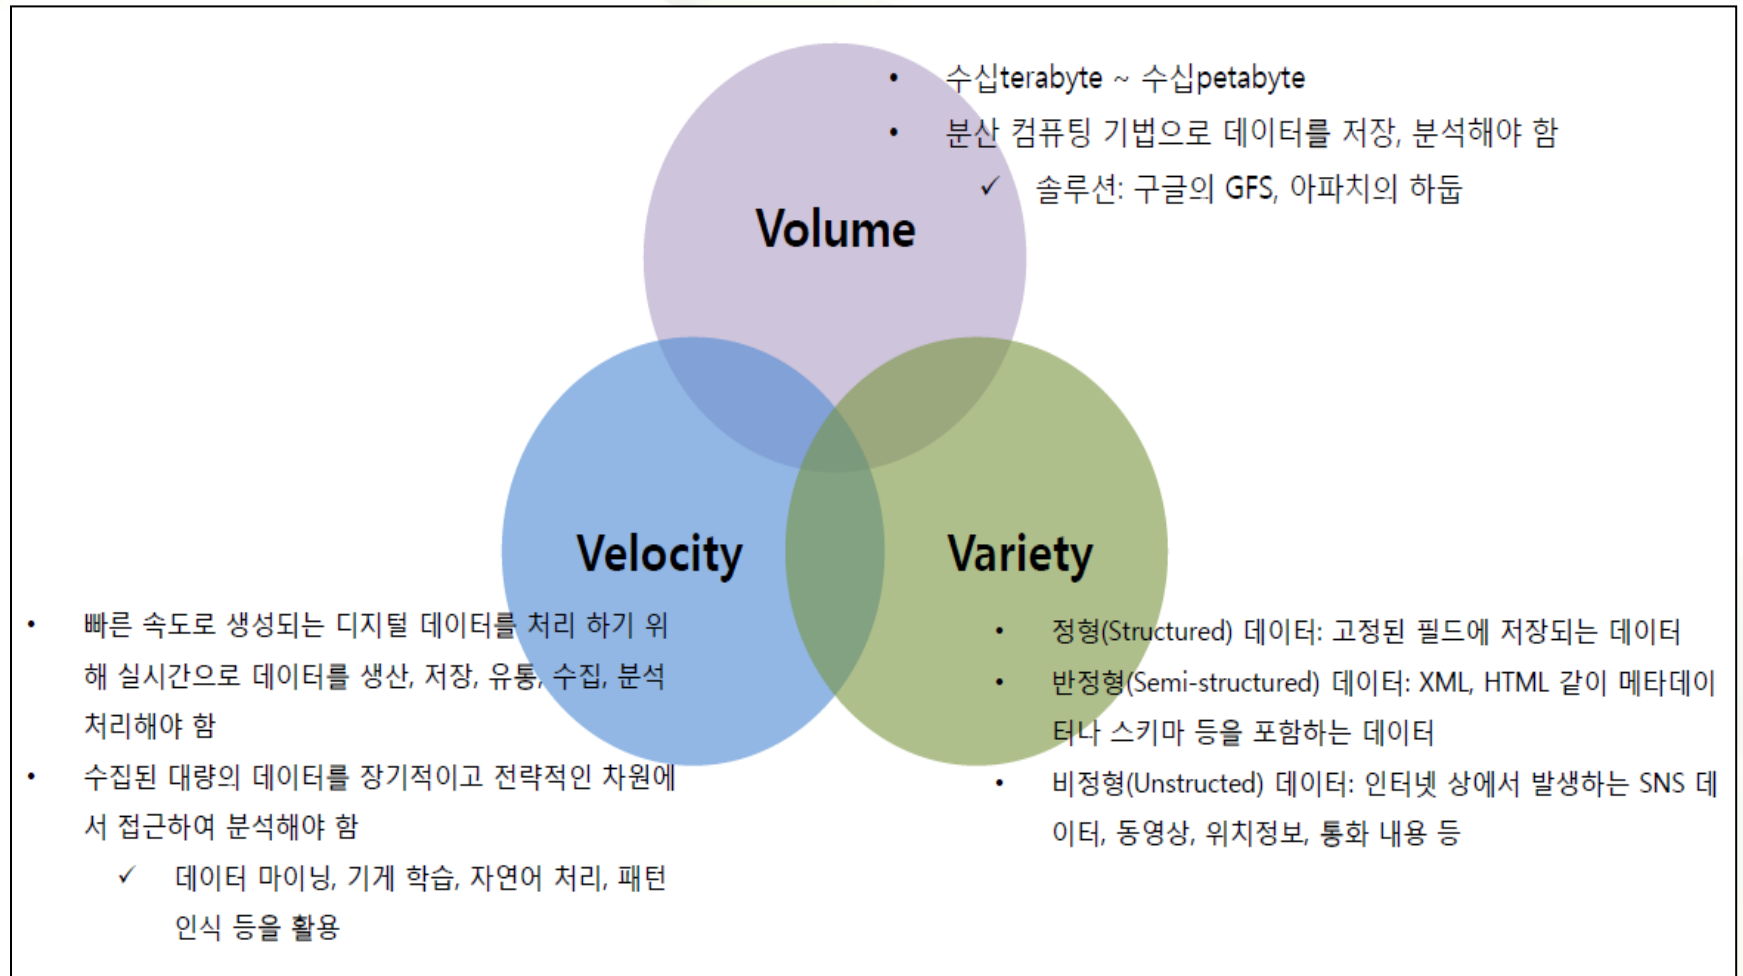 • 수십terabyte ~ 수십petabyte
• 분산 컴퓨팅 기법으로 데이터를 저장, 분석해야 함
✓ 솔루션: 구글의 GFS, 아파치의 하둡
Volume
Velocity
• 빠른 속도로 생성되는 디지털 데이터를 처리 하기 위
해 실시간으로 데이터를 생산, 저장, 유통, 수집, 분석
처리해야 함
• 수집된 대량의 데이터를 장기적이고 전략적인 차원에
서 접근하여 분석해야 함
✓ 데이터 마이닝, 기게 학습, 자연어 처리, 패턴
인식 등을 활용
Variety
• 정형(Structured) 데이터: 고정된 필드에 저장되는 데이터
• 반정형(Semi-structured) 데이터: XML, HTML 같이 메타데이
터나 스키마 등을 포함하는 데이터
• 비정형(Unstructed) 데이터: 인터넷 상에서 발생하는 SNS 데
이터, 동영상, 위치정보, 통화 내용 등